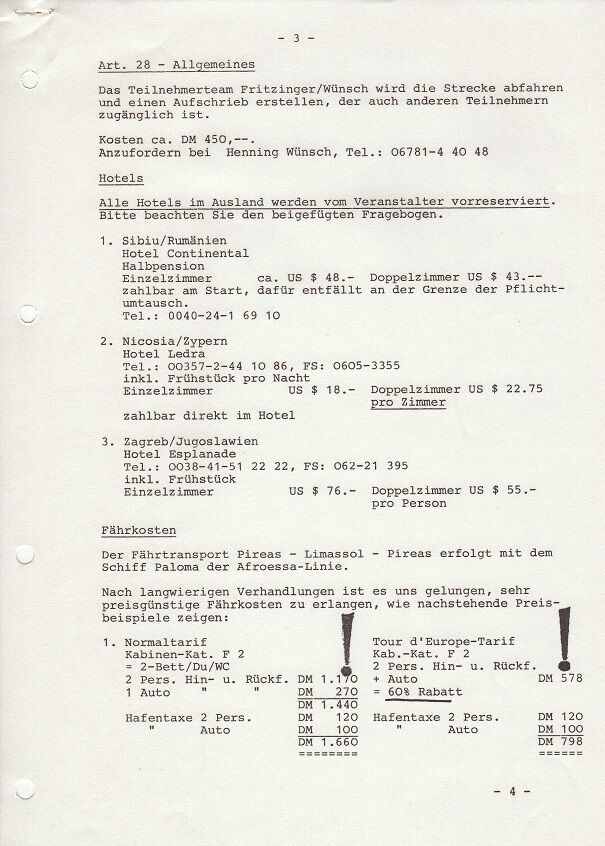 - 3 -
Art. 28 - Allgemeines
Das Teilnehmerteam Fritzinger/Wünsch wird die Strecke abfahren
und einen Aufschrieb erstellen, der auch anderen Teilnehmern
zugänglich ist.
Kosten ca. DM 450,--.
Anzufordern bei Henning Wünsch, Tel.: 06781-4 40 48
Hotels
Alle Hotels im Ausland werden vom Veranstalter vorreserviert.
Bitte beachten Sie den beigefügten Fragebogen.
1. Sibiu/Rumänien
Hotel Continental
Halbpension
Einzelzimmer ca. US $ 48.- Doppelzimmer US $ 43.--
zahlbar am Start, dafür entfällt an der Grenze der Pflicht-
umtausch.
Tel.: 0040-24-1 69 10
2. Nicosia/Zypern
Hotel Ledra
Tel.: 00357-2-44 10 86, FS: 0605-3355
inkl. Frühstück pro Nacht
Einzelzimmer US $ 18.- Doppelzimmer US $ 22.75
pro Zimmer
zahlbar direkt im Hotel
3. Zagreb/Jugoslawien
Hotel Esplanade
Tel.: 0038-41-51 22 22, FS: 062-21 395
inkl. Frühstück
Einzelzimmer US $ 76.- Doppelzimmer US $ 55.-
pro Person
Fährkosten
Der Fährtransport Pireas - Limassol - Pireas erfolgt mit dem
Schiff Paloma der Afroessa-Linie.
Nach langwierigen Verhandlungen ist es uns gelungen, sehr
preisgünstige Fährkosten zu erlangen, wie nachstehende Preis-
beispiele zeigen:
1. Normaltarif
Kabinen-Kat. F 2
= 2-Bett/Du/WC
2 Pers. Hin- u. Rückf. DM 1.170 !
1 Auto " " DM 270
DM 1.440
Hafentaxe 2 Pers. DM 120
" Auto DM 100
DM 1.660
========
Tour d'Europe-Tarif
Kab.-Kat. F 2
2 Pers. Hin- u. Rückf. !
+ Auto DM 578
= 60% Rabatt
Hafentaxe 2 Pers. DM 120
" Auto DM 100
DM 798
======
- 4 -